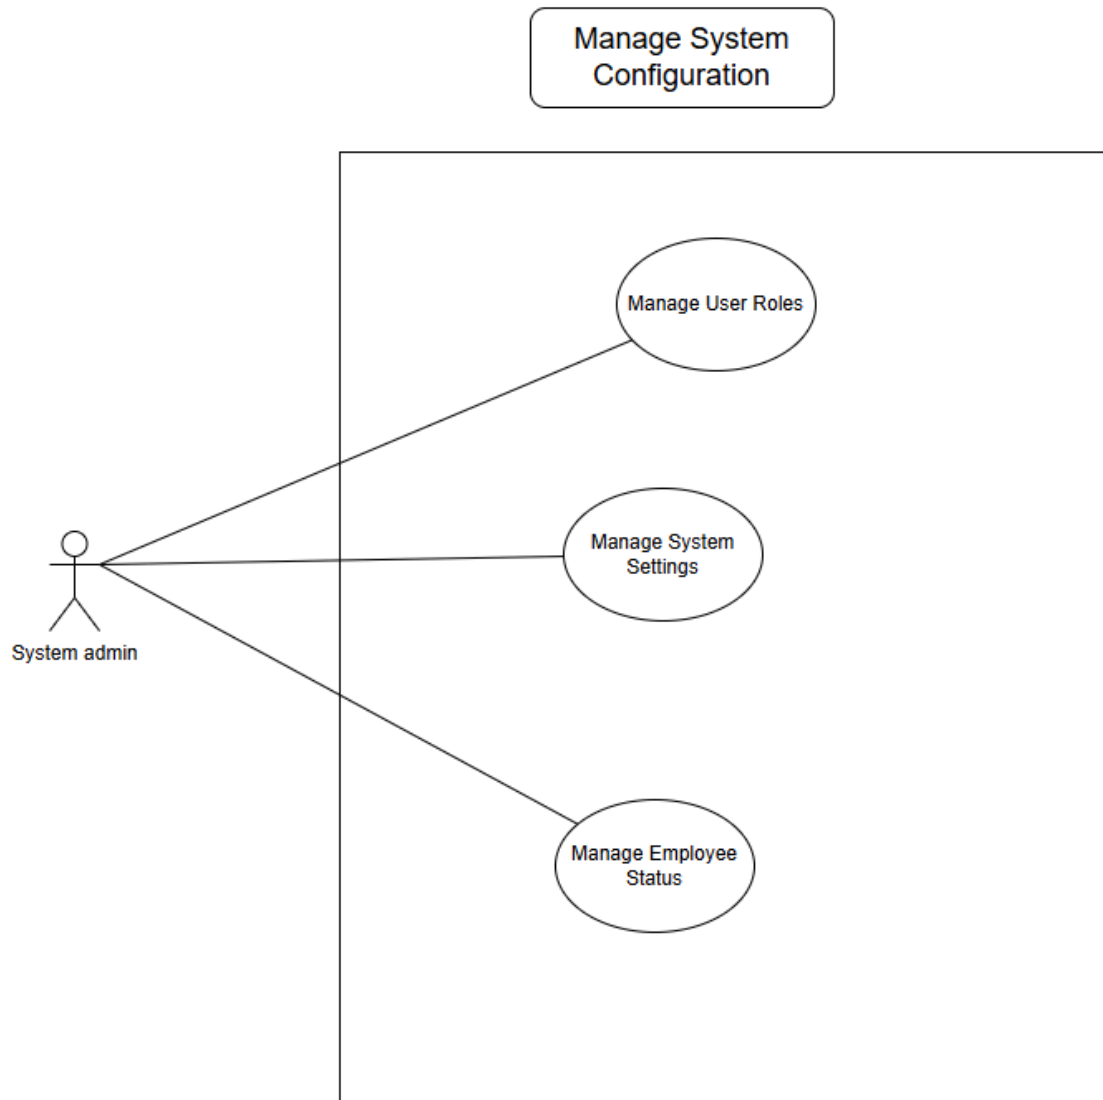 Manage System
Configuration
Manage User Roles
Manage System
Settings
System admin
Manage Employee
Status